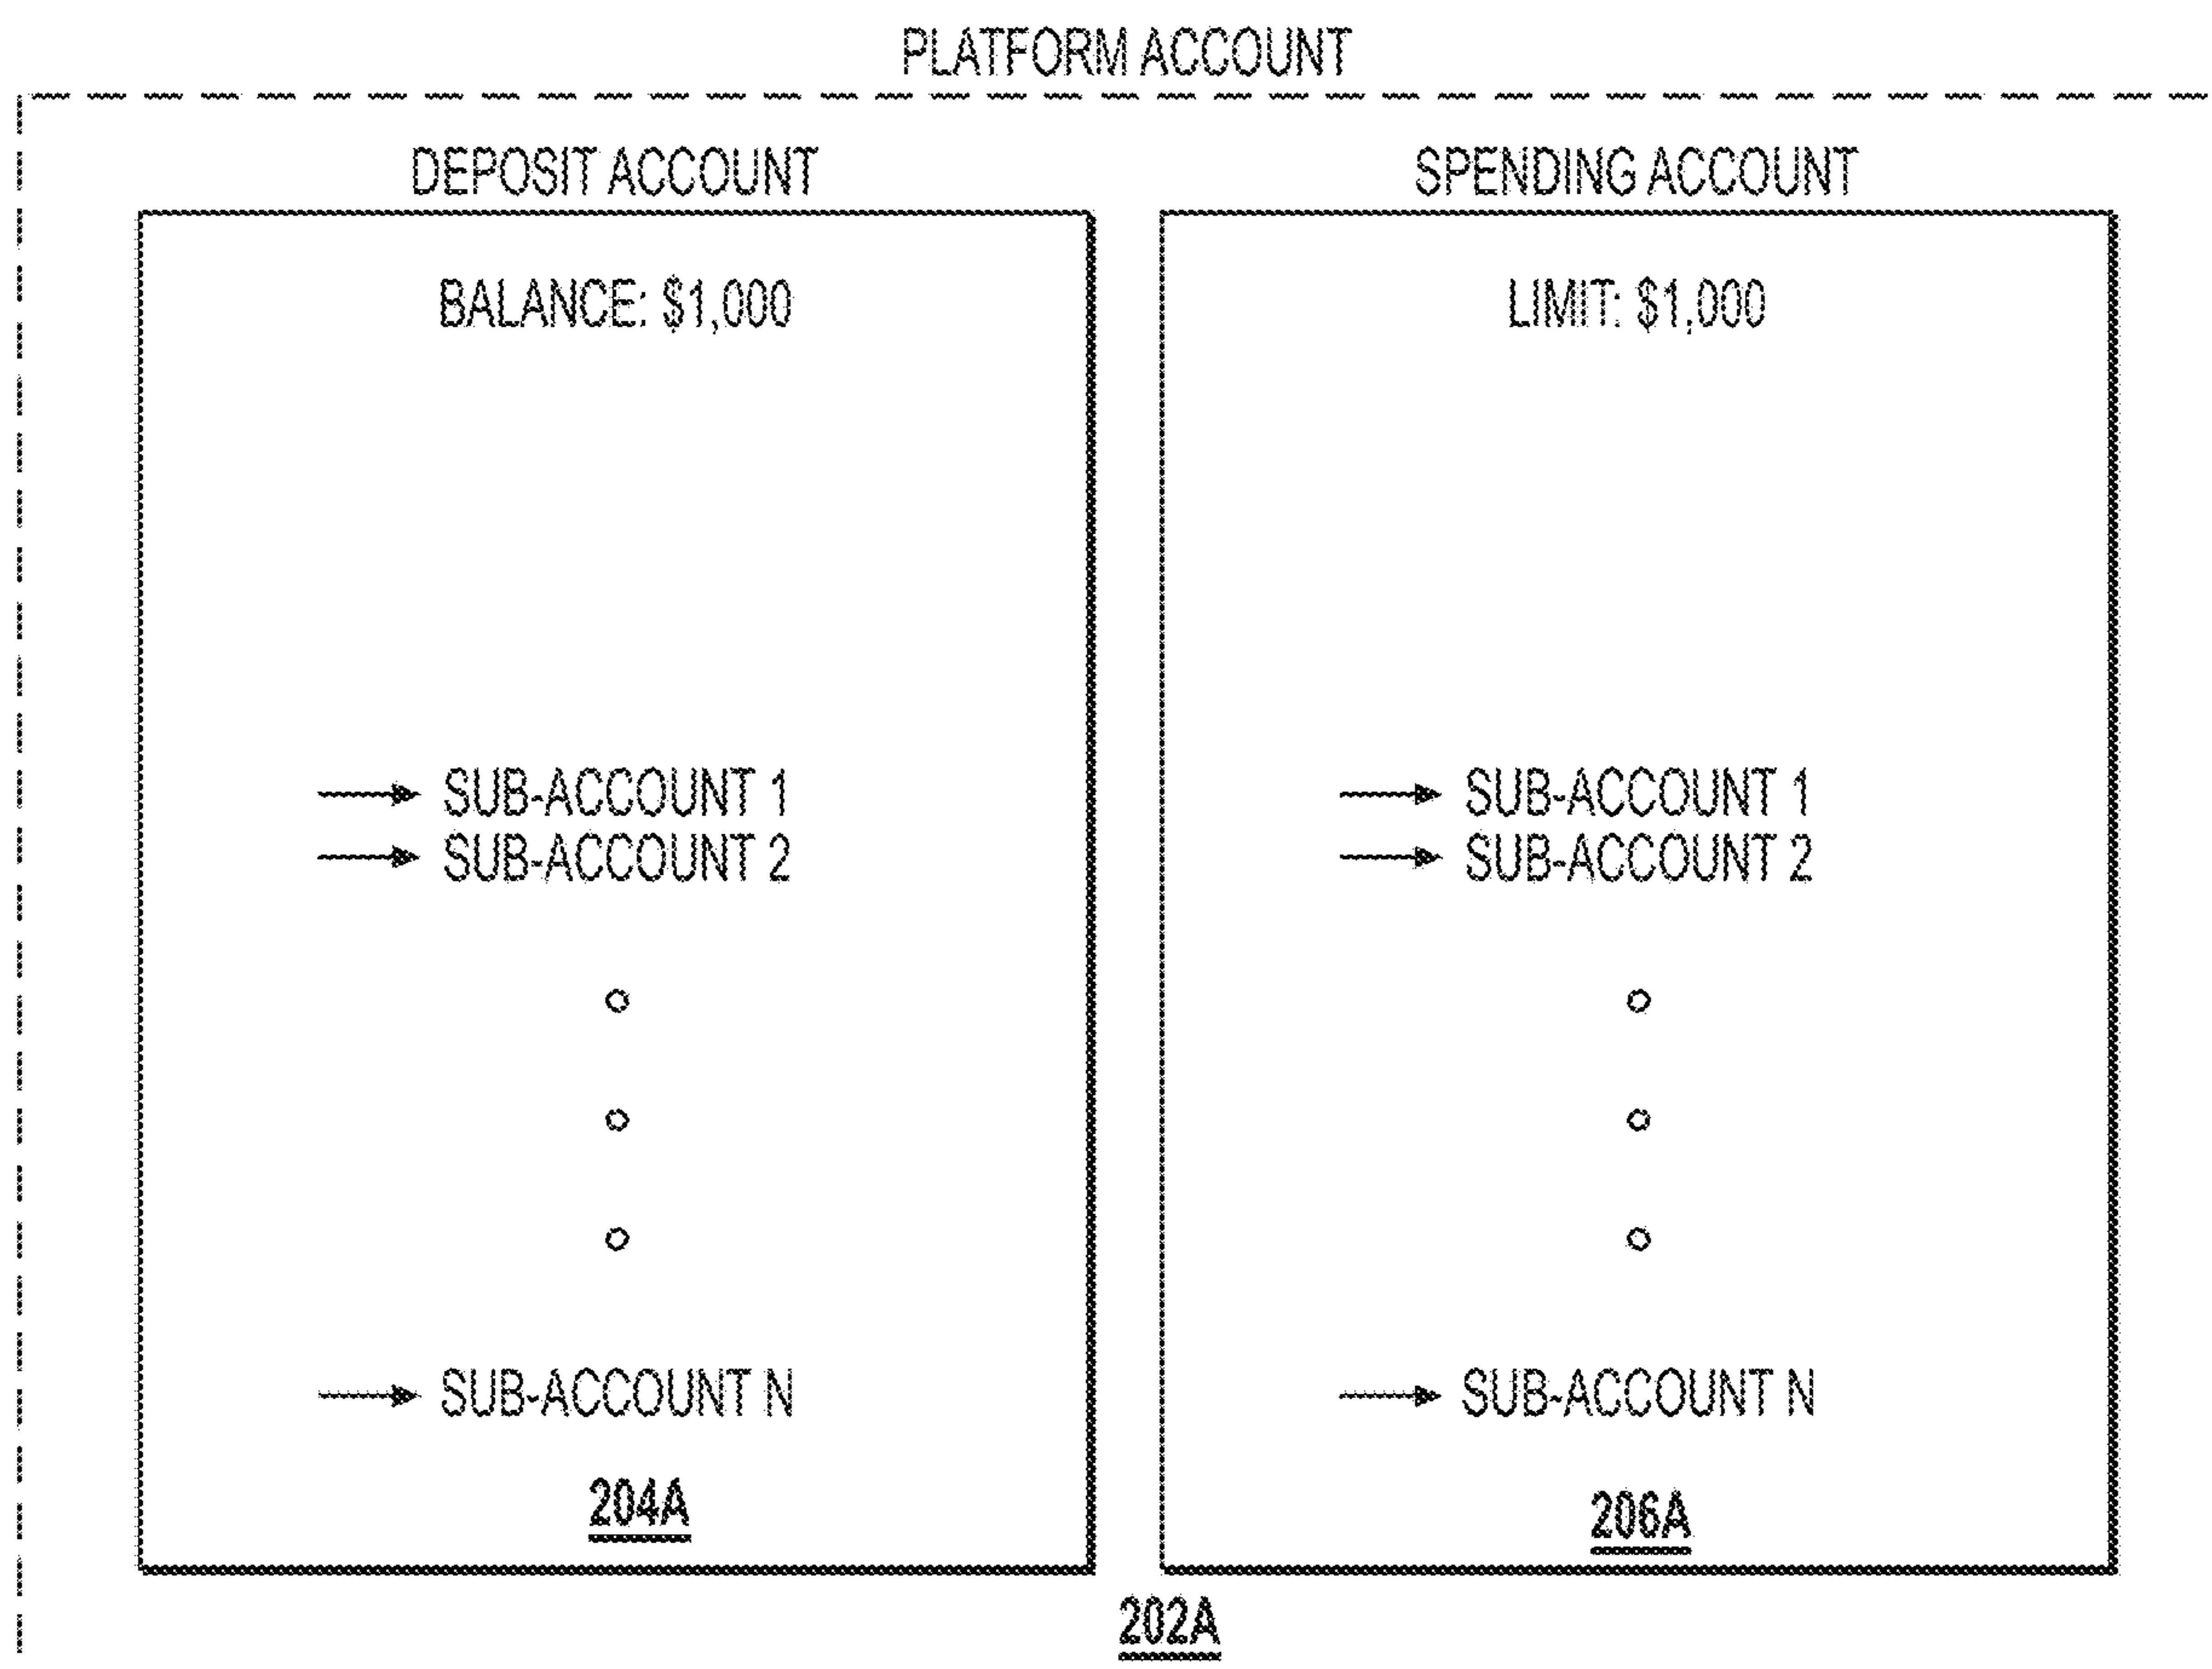 PLATFORM ACCOUNT
DEPOSIT ACCOUNT
BALANCE: $1,000
SUB-ACCOUNT 1
SUB-ACCOUNT 2
SUB-ACCOUNT N
204A
SPENDING ACCOUNT
LIMIT: $1,000
SUB-ACCOUNT 1
SUB-ACCOUNT 2
SUB-ACCOUNT N
206A
202A